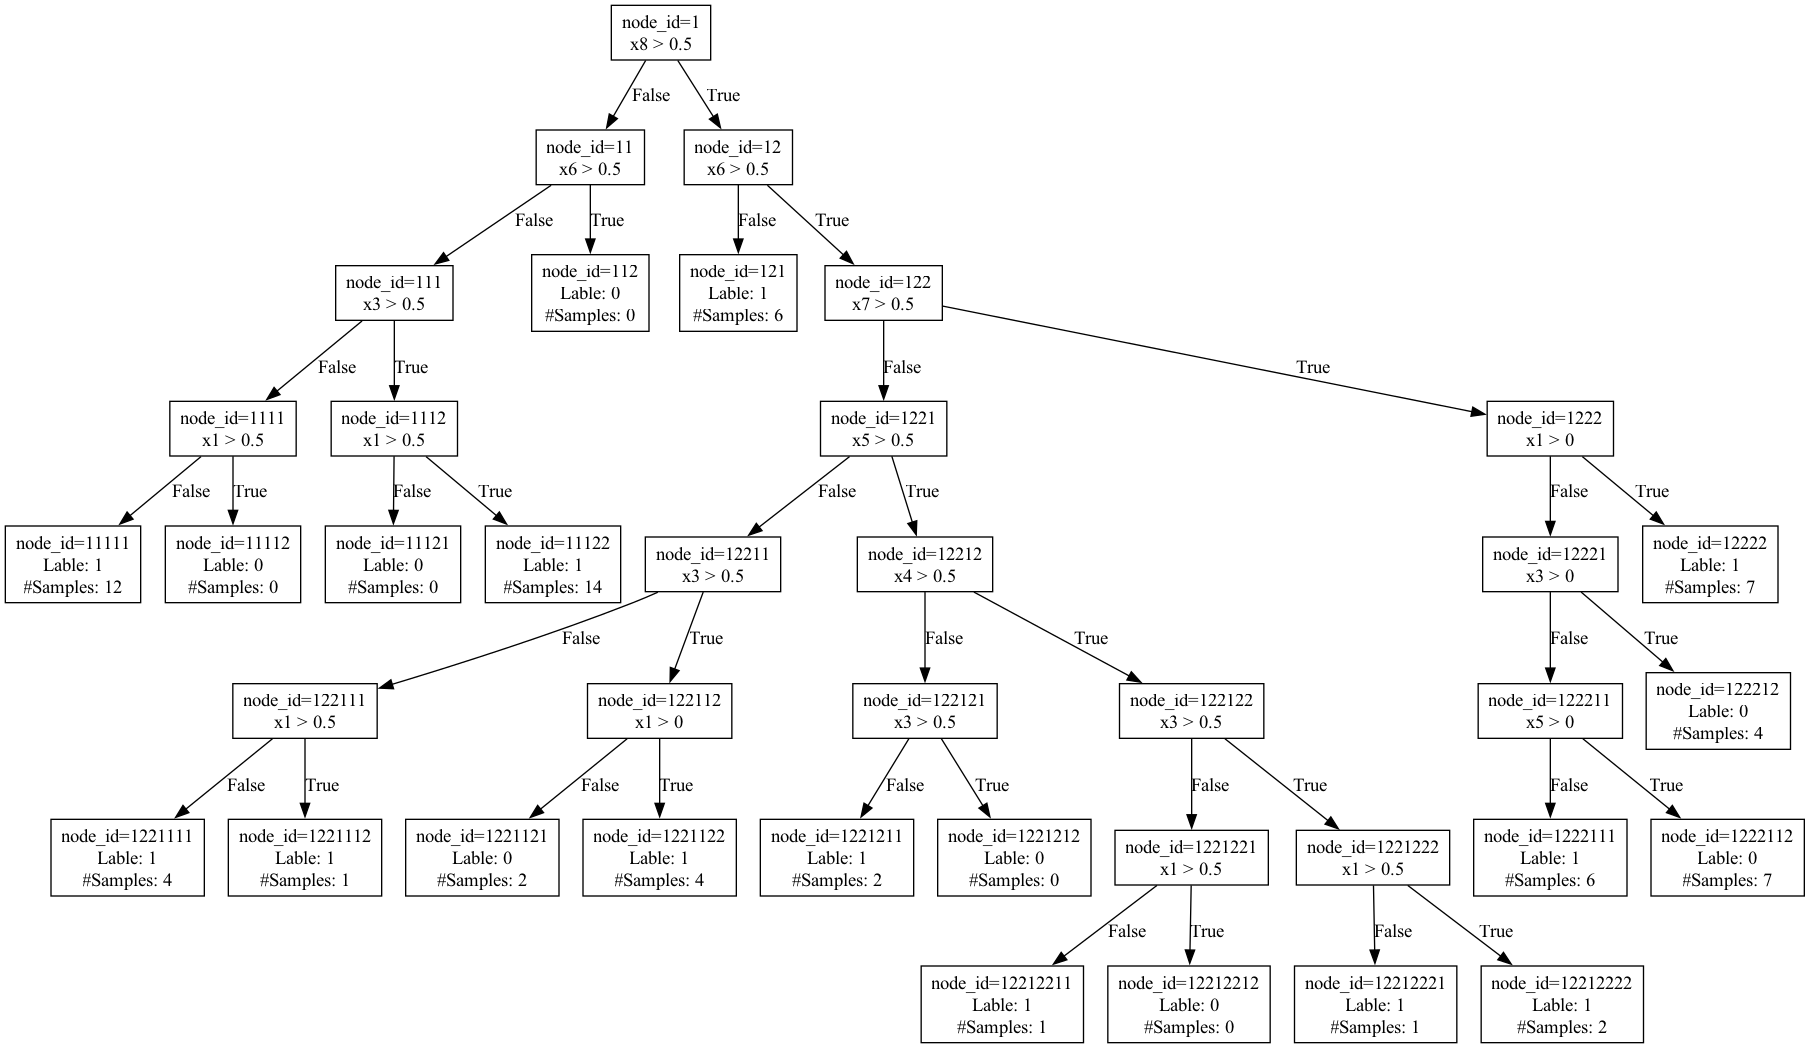 node_id=1
x8 > 0.5
False
True
node_id=11
x6 > 0.5
node_id=12
x6 > 0.5
False
True
False
True
node_id=111
x3 > 0.5
node_id=112
Lable: 0
#Samples: 0
node_id=121
Lable: 1
#Samples: 6
node_id=122
x7 > 0.5
False
True
False
True
node_id=1111
x1 > 0.5
node_id=1112
x1 > 0.5
node_id=1221
x5 > 0.5
node_id=1222
x1 > 0
False
True
False
True
False
True
False
True
node_id=11111
Lable: 1
#Samples: 12
node_id=11112
Lable: 0
#Samples: 0
node_id=11121
Lable: 0
#Samples: 0
node_id=11122
Lable: 1
#Samples: 14
node_id=12211
x3 > 0.5
node_id=12212
x4 > 0.5
node_id=12221
x3 > 0
node_id=12222
Lable: 1
#Samples: 7
False
True
False
True
False
True
node_id=122111
x1 > 0.5
node_id=122112
x1 > 0
node_id=122121
x3 > 0.5
node_id=122122
x3 > 0.5
node_id=122211
x5 > 0
node_id=122212
Lable: 0
#Samples: 4
False
True
False
True
False
True
False
True
False
True
node_id=1221111
Lable: 1
#Samples: 4
node_id=1221112
Lable: 1
#Samples: 1
node_id=1221121
Lable: 0
#Samples: 2
node_id=1221122
Lable: 1
#Samples: 4
node_id=1221211
Lable: 1
#Samples: 2
node_id=1221212
Lable: 0
#Samples: 0
node_id=1221221
x1 > 0.5
node_id=1221222
x1 > 0.5
node_id=1222111
Lable: 1
#Samples: 6
node_id=1222112
Lable: 0
#Samples: 7
False
True
False
True
node_id=12212211
Lable: 1
#Samples: 1
node_id=12212212
Lable: 0
#Samples: 0
node_id=12212221
Lable: 1
#Samples: 1
node_id=12212222
Lable: 1
#Samples: 2